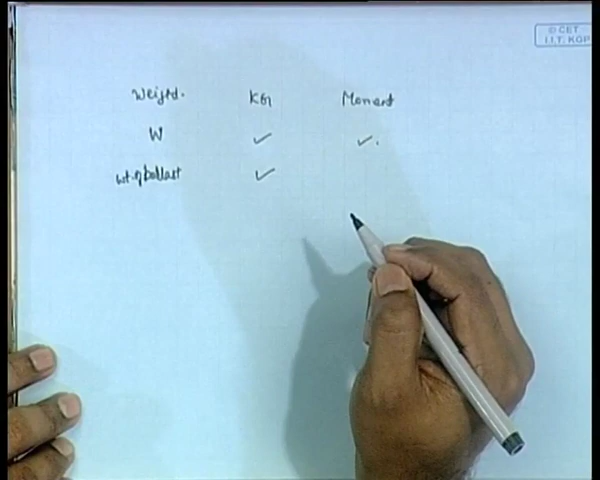 © CET
I.I.T. KGP
Weight. KG Moment
W ✓ ✓.
wt. of ballast ✓